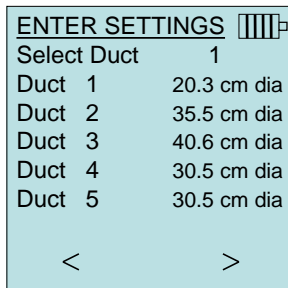 ENTER SETTINGS
Select Duct 1
Duct 1 20.3 cm dia
Duct 2 35.5 cm dia
Duct 3 40.6 cm dia
Duct 4 30.5 cm dia
Duct 5 30.5 cm dia
< >